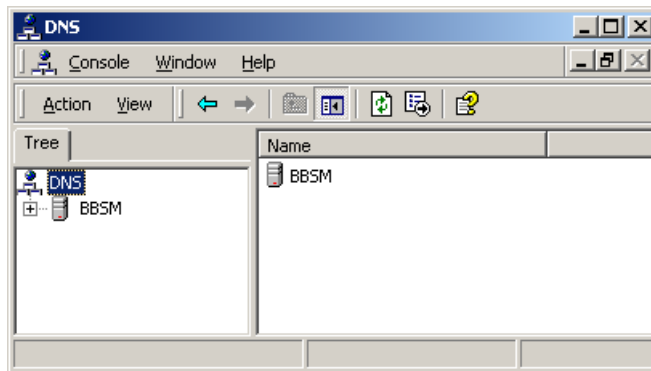 DNS
Console Window Help
Action View
Tree
Name
DNS
BBSM
BBSM